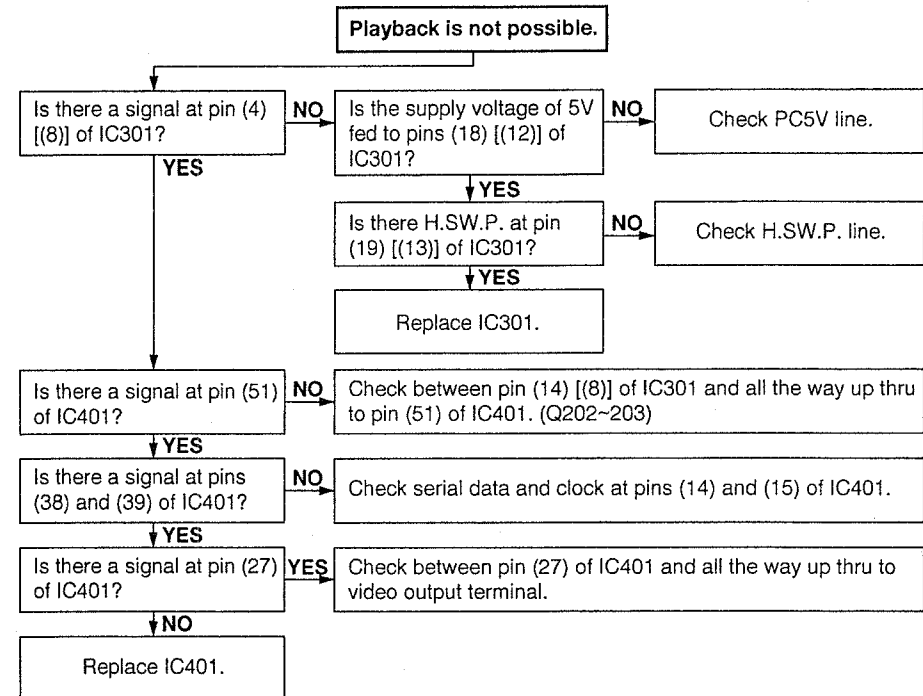 Playback is not possible.
Is there a signal at pin (4)
[(8)] of IC301?
NO
Is the supply voltage of 5V
fed to pins (18) [(12)] of
IC301?
NO
Check PC5V line.
YES
YES
Is there H.SW.P. at pin
(19) [(13)] of IC301?
NO
Check H.SW.P. line.
YES
Replace IC301.
Is there a signal at pin (51)
of IC401?
NO
Check between pin (14) [(8)] of IC301 and all the way up thru
to pin (51) of IC401. (Q202~203)
YES
Is there a signal at pins
(38) and (39) of IC401?
NO
Check serial data and clock at pins (14) and (15) of IC401.
YES
Is there a signal at pin (27)
of IC401?
YES
Check between pin (27) of IC401 and all the way up thru to
video output terminal.
NO
Replace IC401.